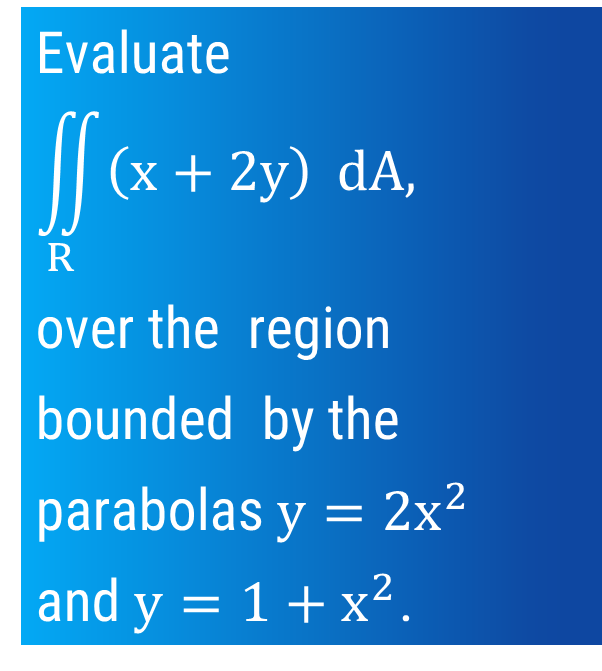 Evaluate
∬ (x + 2y) dA,
R
over the region
bounded by the
parabolas y = 2x²
and y = 1 + x².